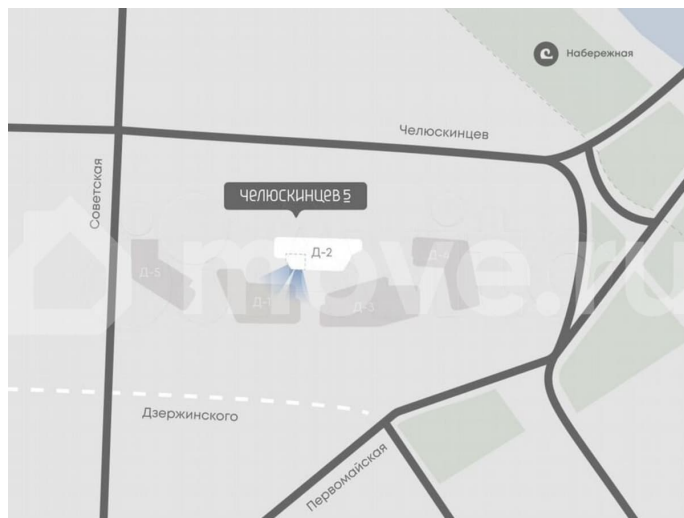 Набережная
Челюскинцев
Советская
челюскинцев 5
Д-2
Д-5
Д-4
Д-1
Д-3
move.ru
Дзержинского
Первомайская